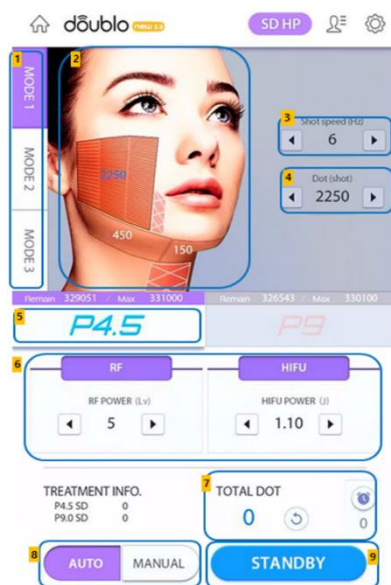 doublo new 2.0
SD HP
1
MODE 1
MODE 2
MODE 3
2
2250
450
150
3
Shot speed (Hz)
6
4
Dot (shot)
2250
Remain 329051 / Max 331000
Remain 326543 / Max 330100
5
P4.5
P9
6
RF
HIFU
RF POWER (Lv)
HIFU POWER (J)
5
1.10
TREATMENT INFO.
P4.5 SD 0
P9.0 SD 0
7
TOTAL DOT
0
0
8
AUTO
MANUAL
9
STANDBY